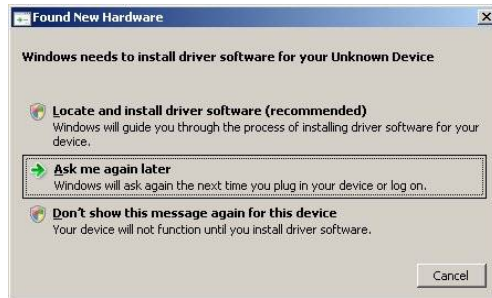 Found New Hardware
Windows needs to install driver software for your Unknown Device
Locate and install driver software (recommended)
Windows will guide you through the process of installing driver software for your
device.
Ask me again later
Windows will ask again the next time you plug in your device or log on.
Don't show this message again for this device
Your device will not function until you install driver software.
Cancel